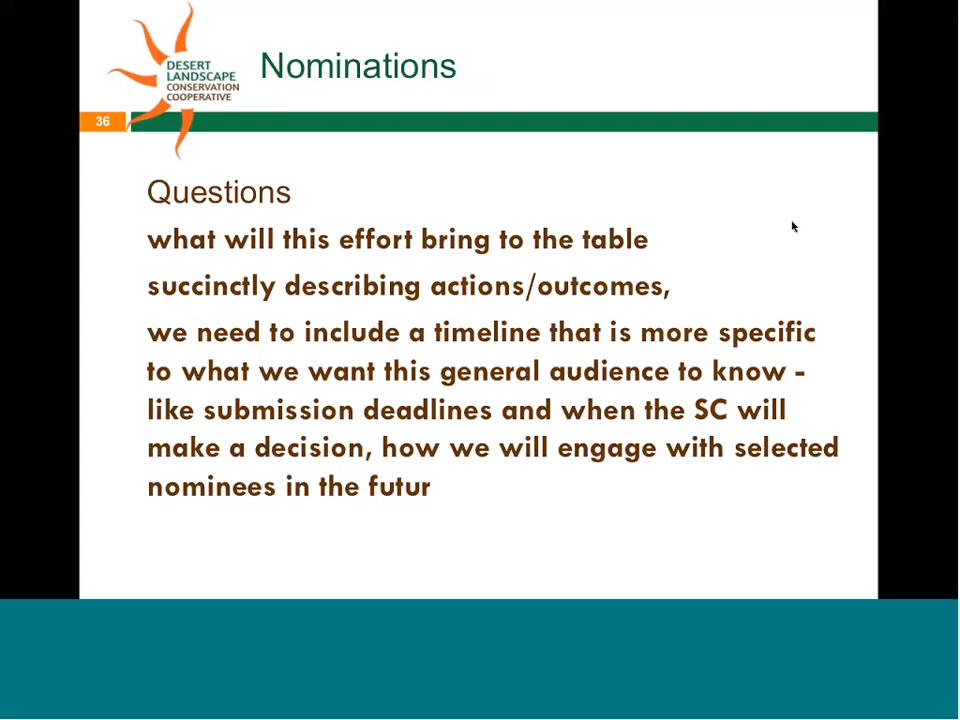 DESERT
LANDSCAPE
CONSERVATION
COOPERATIVE
Nominations
36
Questions
what will this effort bring to the table
succinctly describing actions/outcomes,
we need to include a timeline that is more specific
to what we want this general audience to know -
like submission deadlines and when the SC will
make a decision, how we will engage with selected
nominees in the futur